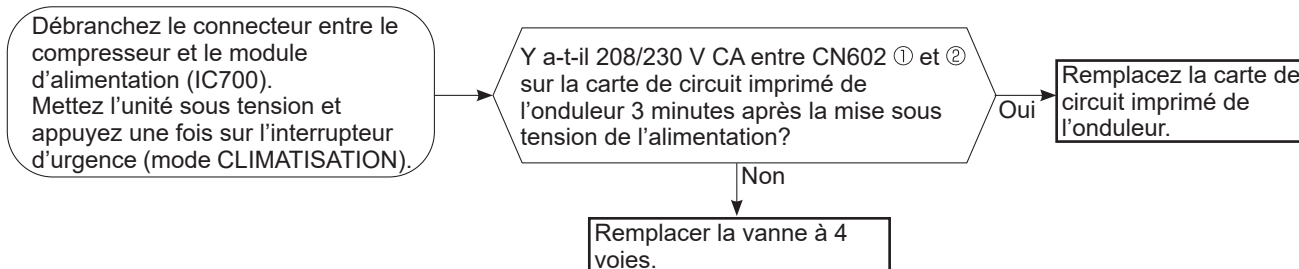 Débranchez le connecteur entre le
compresseur et le module
d'alimentation (IC700).
Mettez l'unité sous tension et
appuyez une fois sur l'interrupteur
d'urgence (mode CLIMATISATION).
Y a-t-il 208/230 V CA entre CN602 ① et ②
sur la carte de circuit imprimé de
l'onduleur 3 minutes après la mise sous
tension de l'alimentation?
Oui
Remplacez la carte de
circuit imprimé de
l'onduleur.
Non
Remplacer la vanne à 4
voies.